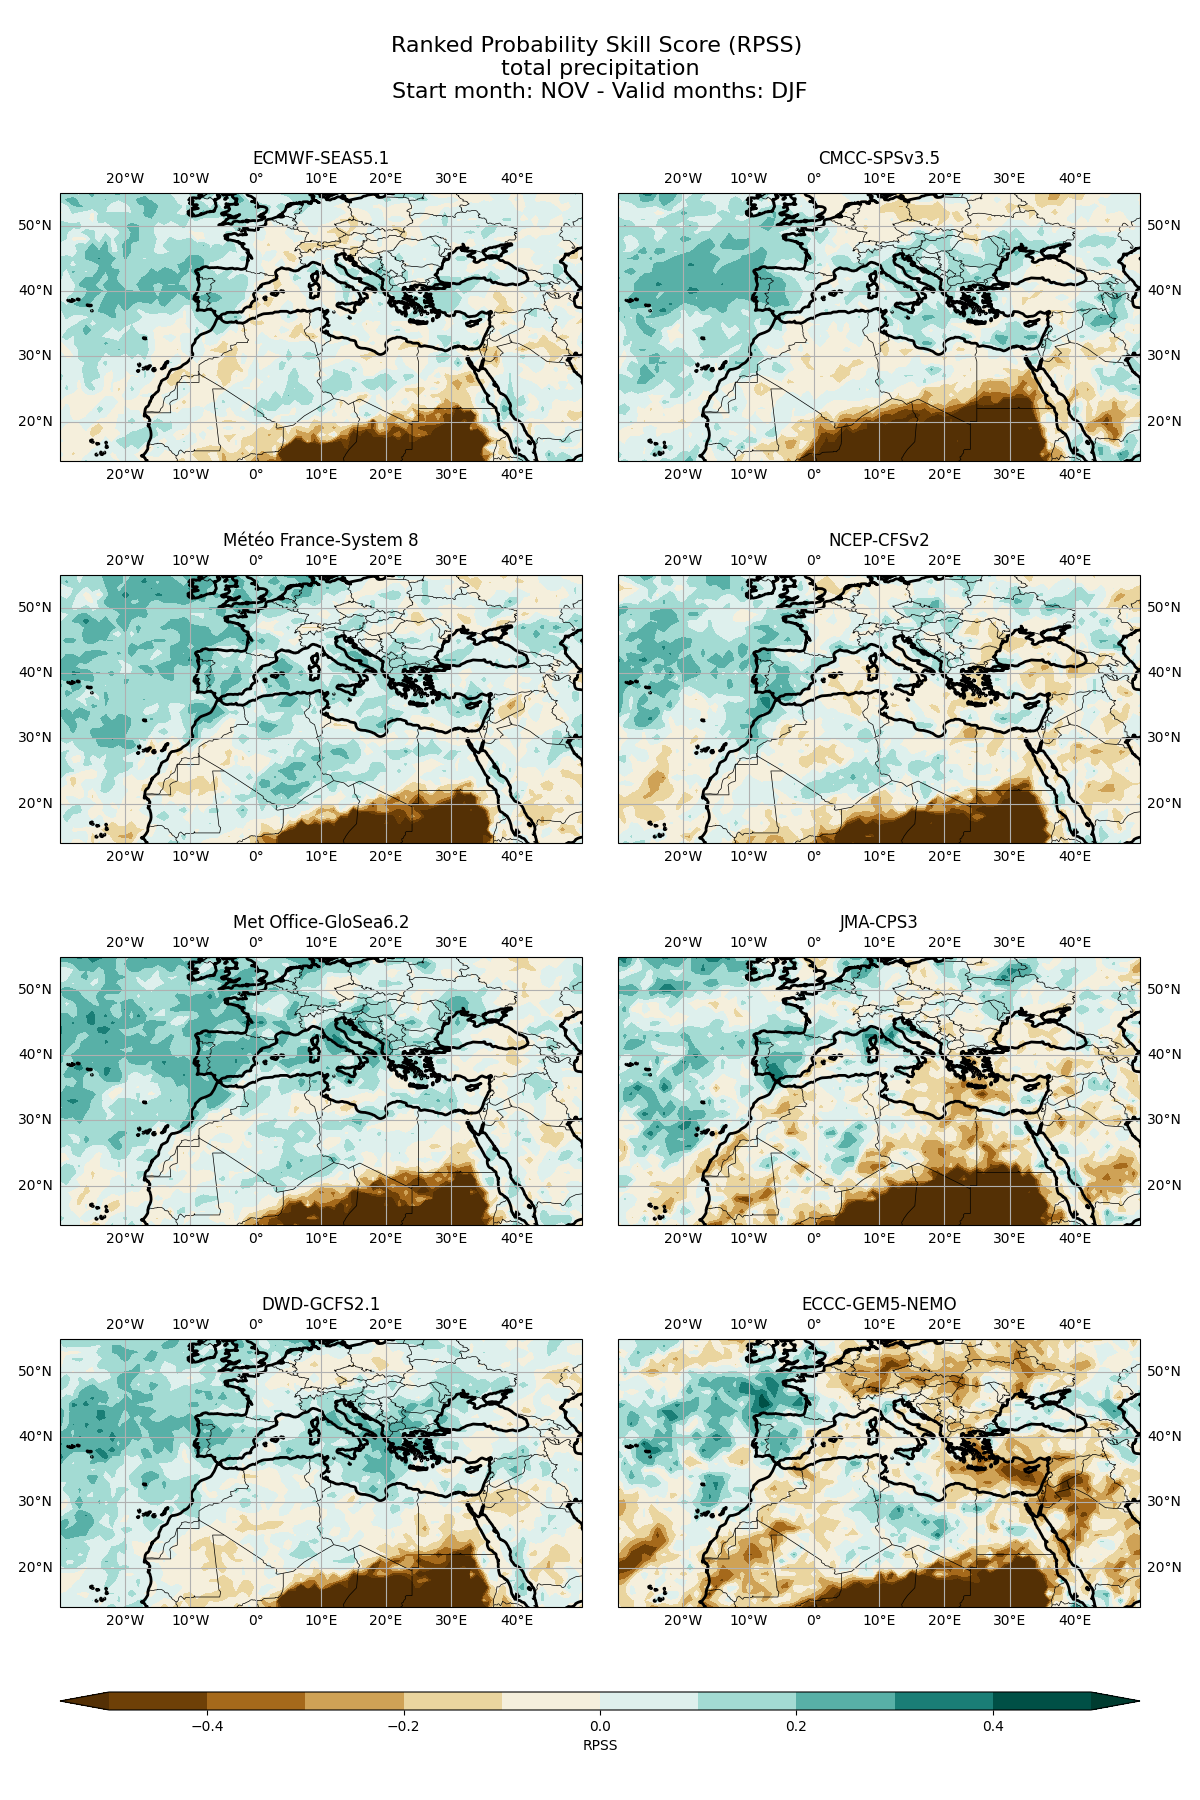 Ranked Probability Skill Score (RPSS)
total precipitation
Start month: NOV - Valid months: DJF
ECMWF-SEAS5.1
20°W 10°W 0° 10°E 20°E 30°E 40°E
50°N
40°N
30°N
20°N
20°W 10°W 0° 10°E 20°E 30°E 40°E
CMCC-SPSv3.5
20°W 10°W 0° 10°E 20°E 30°E 40°E
50°N
40°N
30°N
20°N
20°W 10°W 0° 10°E 20°E 30°E 40°E
Météo France-System 8
20°W 10°W 0° 10°E 20°E 30°E 40°E
50°N
40°N
30°N
20°N
20°W 10°W 0° 10°E 20°E 30°E 40°E
NCEP-CFSv2
20°W 10°W 0° 10°E 20°E 30°E 40°E
50°N
40°N
30°N
20°N
20°W 10°W 0° 10°E 20°E 30°E 40°E
Met Office-GloSea6.2
20°W 10°W 0° 10°E 20°E 30°E 40°E
50°N
40°N
30°N
20°N
20°W 10°W 0° 10°E 20°E 30°E 40°E
JMA-CPS3
20°W 10°W 0° 10°E 20°E 30°E 40°E
50°N
40°N
30°N
20°N
20°W 10°W 0° 10°E 20°E 30°E 40°E
DWD-GCFS2.1
20°W 10°W 0° 10°E 20°E 30°E 40°E
50°N
40°N
30°N
20°N
20°W 10°W 0° 10°E 20°E 30°E 40°E
ECCC-GEM5-NEMO
20°W 10°W 0° 10°E 20°E 30°E 40°E
50°N
40°N
30°N
20°N
20°W 10°W 0° 10°E 20°E 30°E 40°E
−0.4 −0.2 0.0 0.2 0.4
RPSS